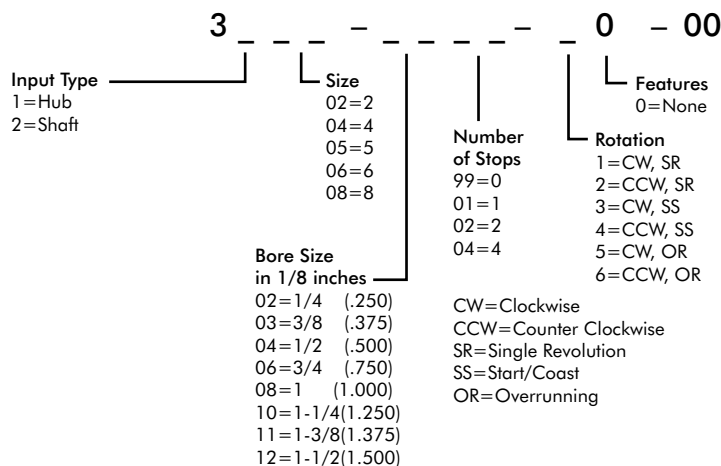 3 _ _ _ – _ _ _ _ – _ 0 – 00
Input Type
1=Hub
2=Shaft
Size
02=2
04=4
05=5
06=6
08=8
Bore Size
in 1/8 inches
02=1/4 (.250)
03=3/8 (.375)
04=1/2 (.500)
06=3/4 (.750)
08=1 (1.000)
10=1-1/4(1.250)
11=1-3/8(1.375)
12=1-1/2(1.500)
Number
of Stops
99=0
01=1
02=2
04=4
Features
0=None
Rotation
1=CW, SR
2=CCW, SR
3=CW, SS
4=CCW, SS
5=CW, OR
6=CCW, OR
CW=Clockwise
CCW=Counter Clockwise
SR=Single Revolution
SS=Start/Coast
OR=Overrunning